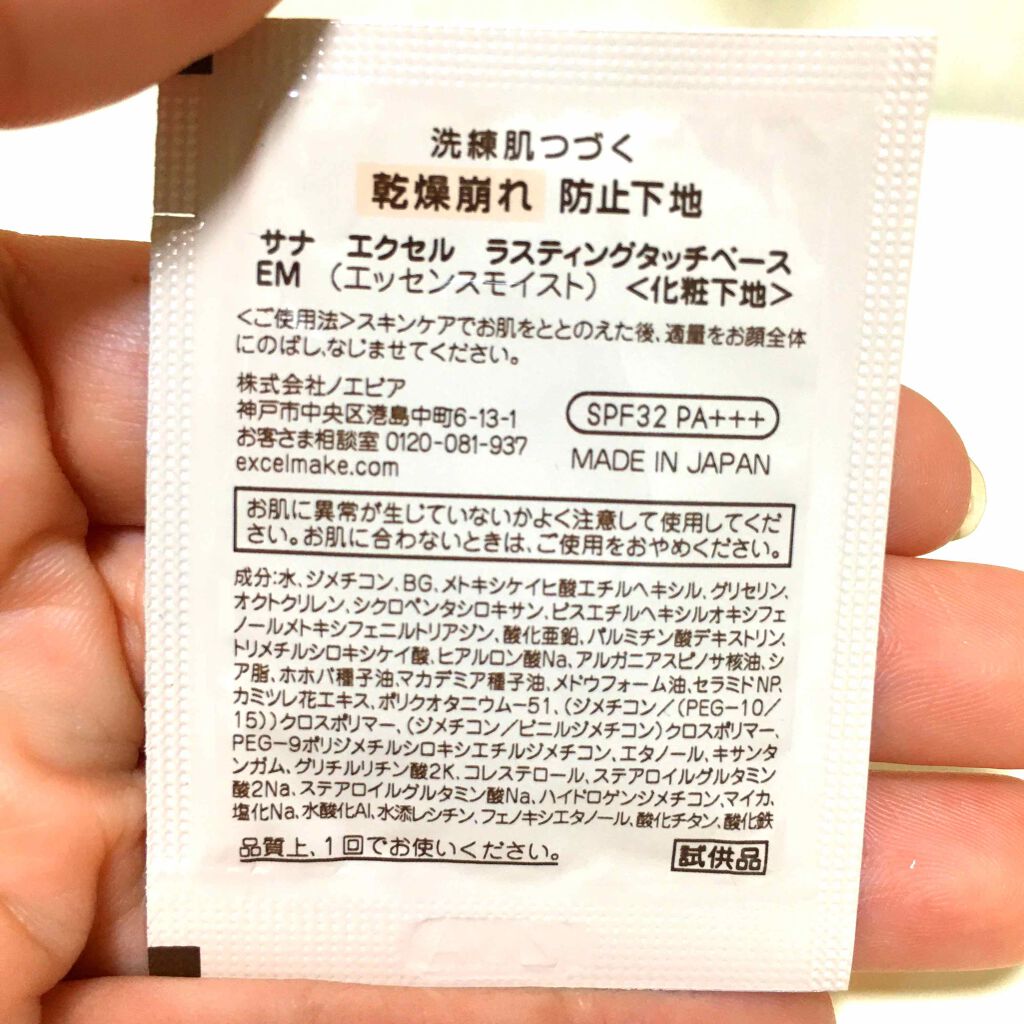 洗練肌つづく
乾燥崩れ 防止下地
サナ エクセル ラスティングタッチベース
EM (エッセンスモイスト) <化粧下地>
<ご使用法>スキンケアでお肌をととのえた後、適量をお顔全体
にのばし、なじませてください。
株式会社ノエビア
神戸市中央区港島中町6-13-1
お客さま相談室 0120-081-937
excelmake.com
SPF32 PA+++
MADE IN JAPAN
お肌に異常が生じていないかよく注意して使用してくだ
さい。お肌に合わないときは、ご使用をおやめください。
成分:水、ジメチコン、BG、メトキシケイヒ酸エチルヘキシル、グリセリン、
オクトクリレン、シクロペンタシロキサン、ビスエチルヘキシルオキシフェ
ノールメトキシフェニルトリアジン、酸化亜鉛、パルミチン酸デキストリン、
トリメチルシロキシケイ酸、ヒアルロン酸Na、アルガニアスピノサ核油、シ
ア脂、ホホバ種子油、マカデミア種子油、メドウフォーム油、セラミドNP、
カミツレ花エキス、ポリクオタニウム-51、(ジメチコン/(PEG-10/
15))クロスポリマー、(ジメチコン/ビニルジメチコン)クロスポリマー、
PEG-9ポリジメチルシロキシエチルジメチコン、エタノール、キサンタ
ンガム、グリチルリチン酸2K、コレステロール、ステアロイルグルタミン
酸2Na、ステアロイルグルタミン酸Na、ハイドロゲンジメチコン、マイカ、
塩化Na、水酸化Al、水添レシチン、フェノキシエタノール、酸化チタン、酸化鉄
品質上、1回でお使いください。
試供品